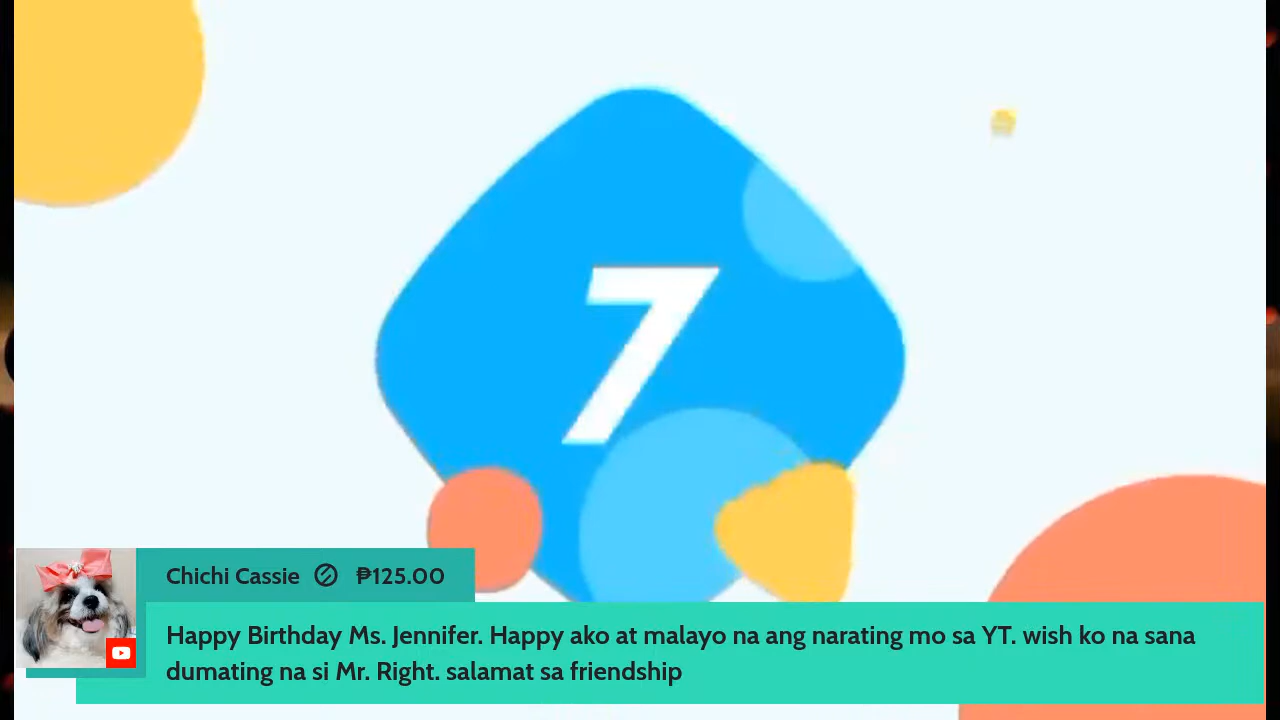 7
Chichi Cassie ₱125.00
Happy Birthday Ms. Jennifer. Happy ako at malayo na ang narating mo sa YT. wish ko na sana
dumating na si Mr. Right. salamat sa friendship